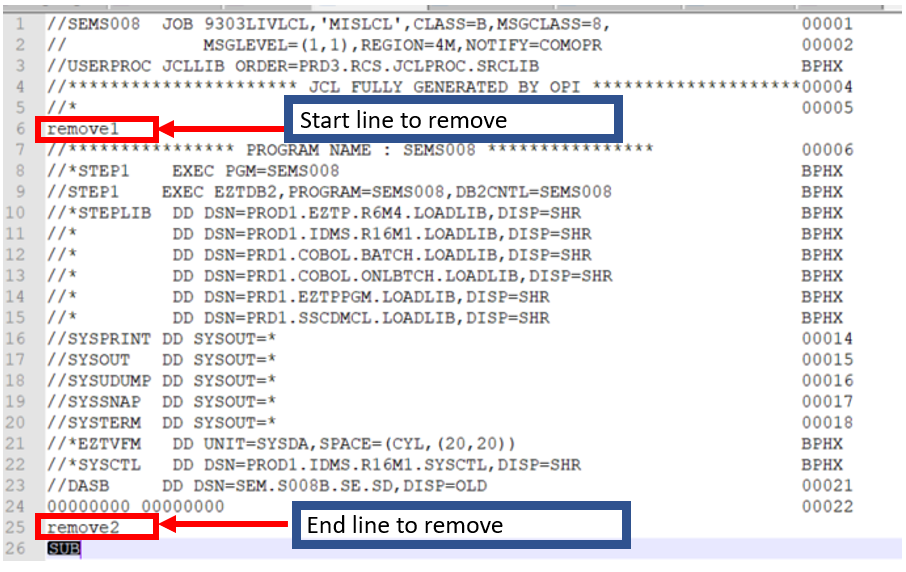 1 //SEMS008   JOB 9303LIVLCL,'MISLCL',CLASS=B,MSGCLASS=8,                  00001
2 //             MSGLEVEL=(1,1),REGION=4M,NOTIFY=COMOPR                    00002
3 //USERPROC JCLLIB ORDER=PRD3.RCS.JCLPROC.SRCLIB                         BPHX
4 //********************** JCL FULLY GENERATED BY OPI ********************00004
5 //*                                                                     00005
Start line to remove
6 remove1
7 //**************** PROGRAM NAME : SEMS008 ****************              00006
8 //*STEP1    EXEC PGM=SEMS008                                            BPHX
9 //STEP1    EXEC EZTDB2,PROGRAM=SEMS008,DB2CNTL=SEMS008                  BPHX
10 //*STEPLIB  DD DSN=PROD1.EZTP.R6M4.LOADLIB,DISP=SHR                    BPHX
11 //*         DD DSN=PROD1.IDMS.R16M1.LOADLIB,DISP=SHR                   BPHX
12 //*         DD DSN=PRD1.COBOL.BATCH.LOADLIB,DISP=SHR                   BPHX
13 //*         DD DSN=PRD1.COBOL.ONLBTCH.LOADLIB,DISP=SHR                 BPHX
14 //*         DD DSN=PRD1.EZTPPGM.LOADLIB,DISP=SHR                       BPHX
15 //*         DD DSN=PRD1.SSCDMCL.LOADLIB,DISP=SHR                       BPHX
16 //SYSPRINT DD SYSOUT=*                                                 00014
17 //SYSOUT   DD SYSOUT=*                                                 00015
18 //SYSUDUMP DD SYSOUT=*                                                 00016
19 //SYSSNAP  DD SYSOUT=*                                                 00017
20 //SYSTERM  DD SYSOUT=*                                                 00018
21 //*EZTVFM   DD UNIT=SYSDA,SPACE=(CYL,(20,20))                          BPHX
22 //*SYSCTL   DD DSN=PROD1.IDMS.R16M1.SYSCTL,DISP=SHR                    BPHX
23 //DASB     DD DSN=SEM.S008B.SE.SD,DISP=OLD                             00021
24 00000000 00000000                                                      00022
25 remove2
End line to remove
26 SUB